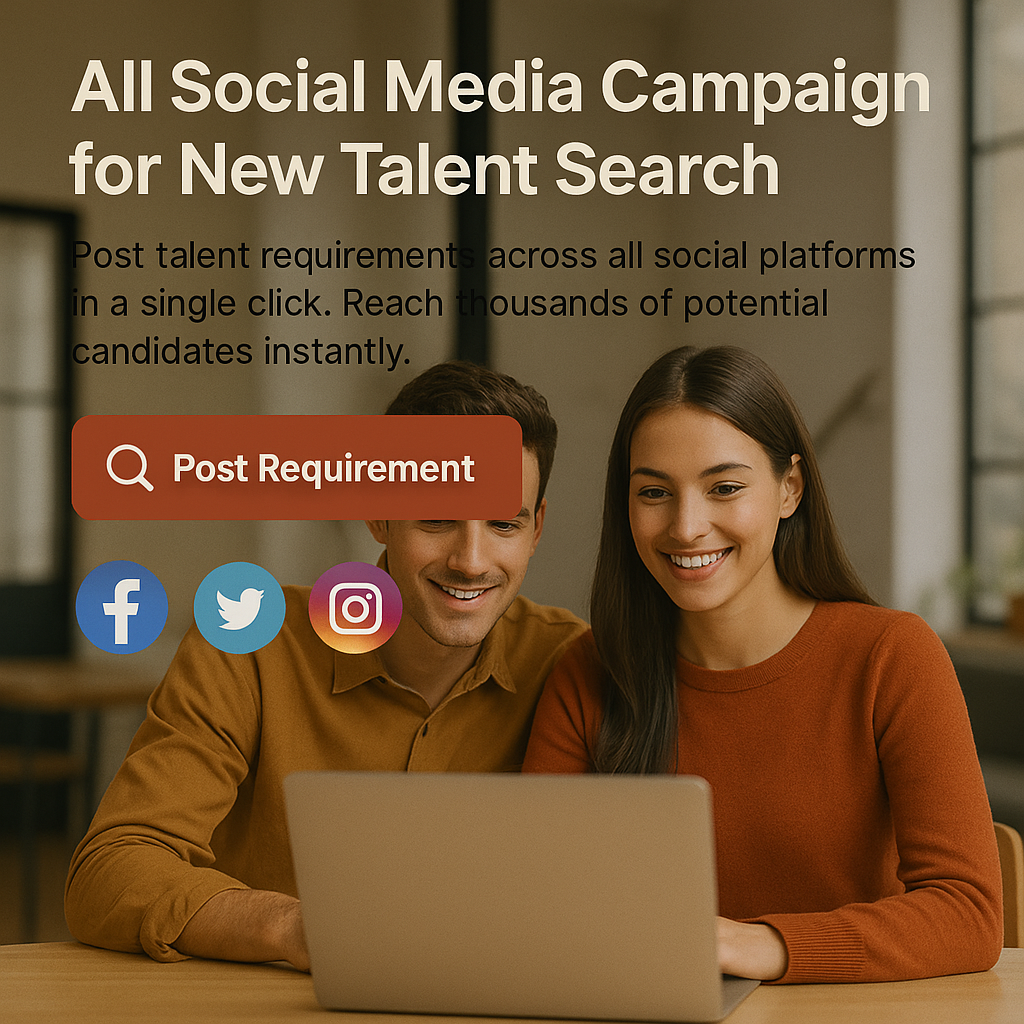 All Social Media Campaign
for New Talent Search
Post talent requirements across all social platforms
in a single click. Reach thousands of potential
candidates instantly.
Post Requirement